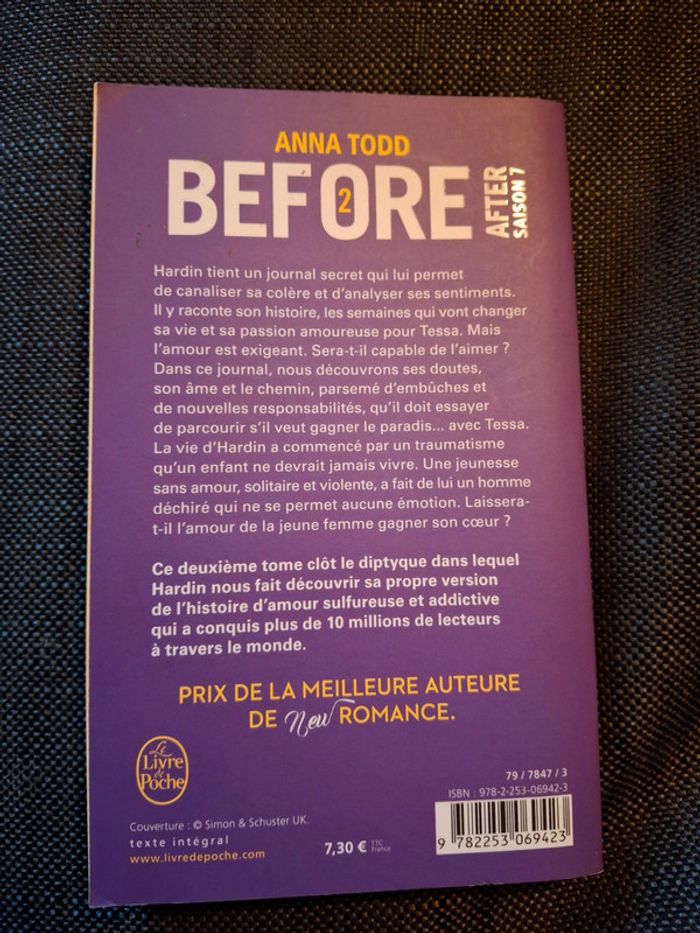 ANNA TODD
BEFORE
2
AFTER
SAISON 7
Hardin tient un journal secret qui lui permet
de canaliser sa colère et d'analyser ses sentiments.
Il y raconte son histoire, les semaines qui vont changer
sa vie et sa passion amoureuse pour Tessa. Mais
l'amour est exigeant. Sera-t-il capable de l'aimer ?
Dans ce journal, nous découvrons ses doutes,
son âme et le chemin, parsemé d'embûches et
de nouvelles responsabilités, qu'il doit essayer
de parcourir s'il veut gagner le paradis... avec Tessa.
La vie d'Hardin a commencé par un traumatisme
qu'un enfant ne devrait jamais vivre. Une jeunesse
sans amour, solitaire et violente, a fait de lui un homme
déchiré qui ne se permet aucune émotion. Laissera-
t-il l'amour de la jeune femme gagner son cœur ?
Ce deuxième tome clôt le diptyque dans lequel
Hardin nous fait découvrir sa propre version
de l'histoire d'amour sulfureuse et addictive
qui a conquis plus de 10 millions de lecteurs
à travers le monde.
PRIX DE LA MEILLEURE AUTEURE
DE New ROMANCE.
Le
Livre
de
Poche
79 / 7847 / 3
ISBN : 978-2-253-06942-3
Couverture : © Simon & Schuster UK.
texte intégral
www.livredepoche.com
7,30 € TTC
France
9 782253 069423